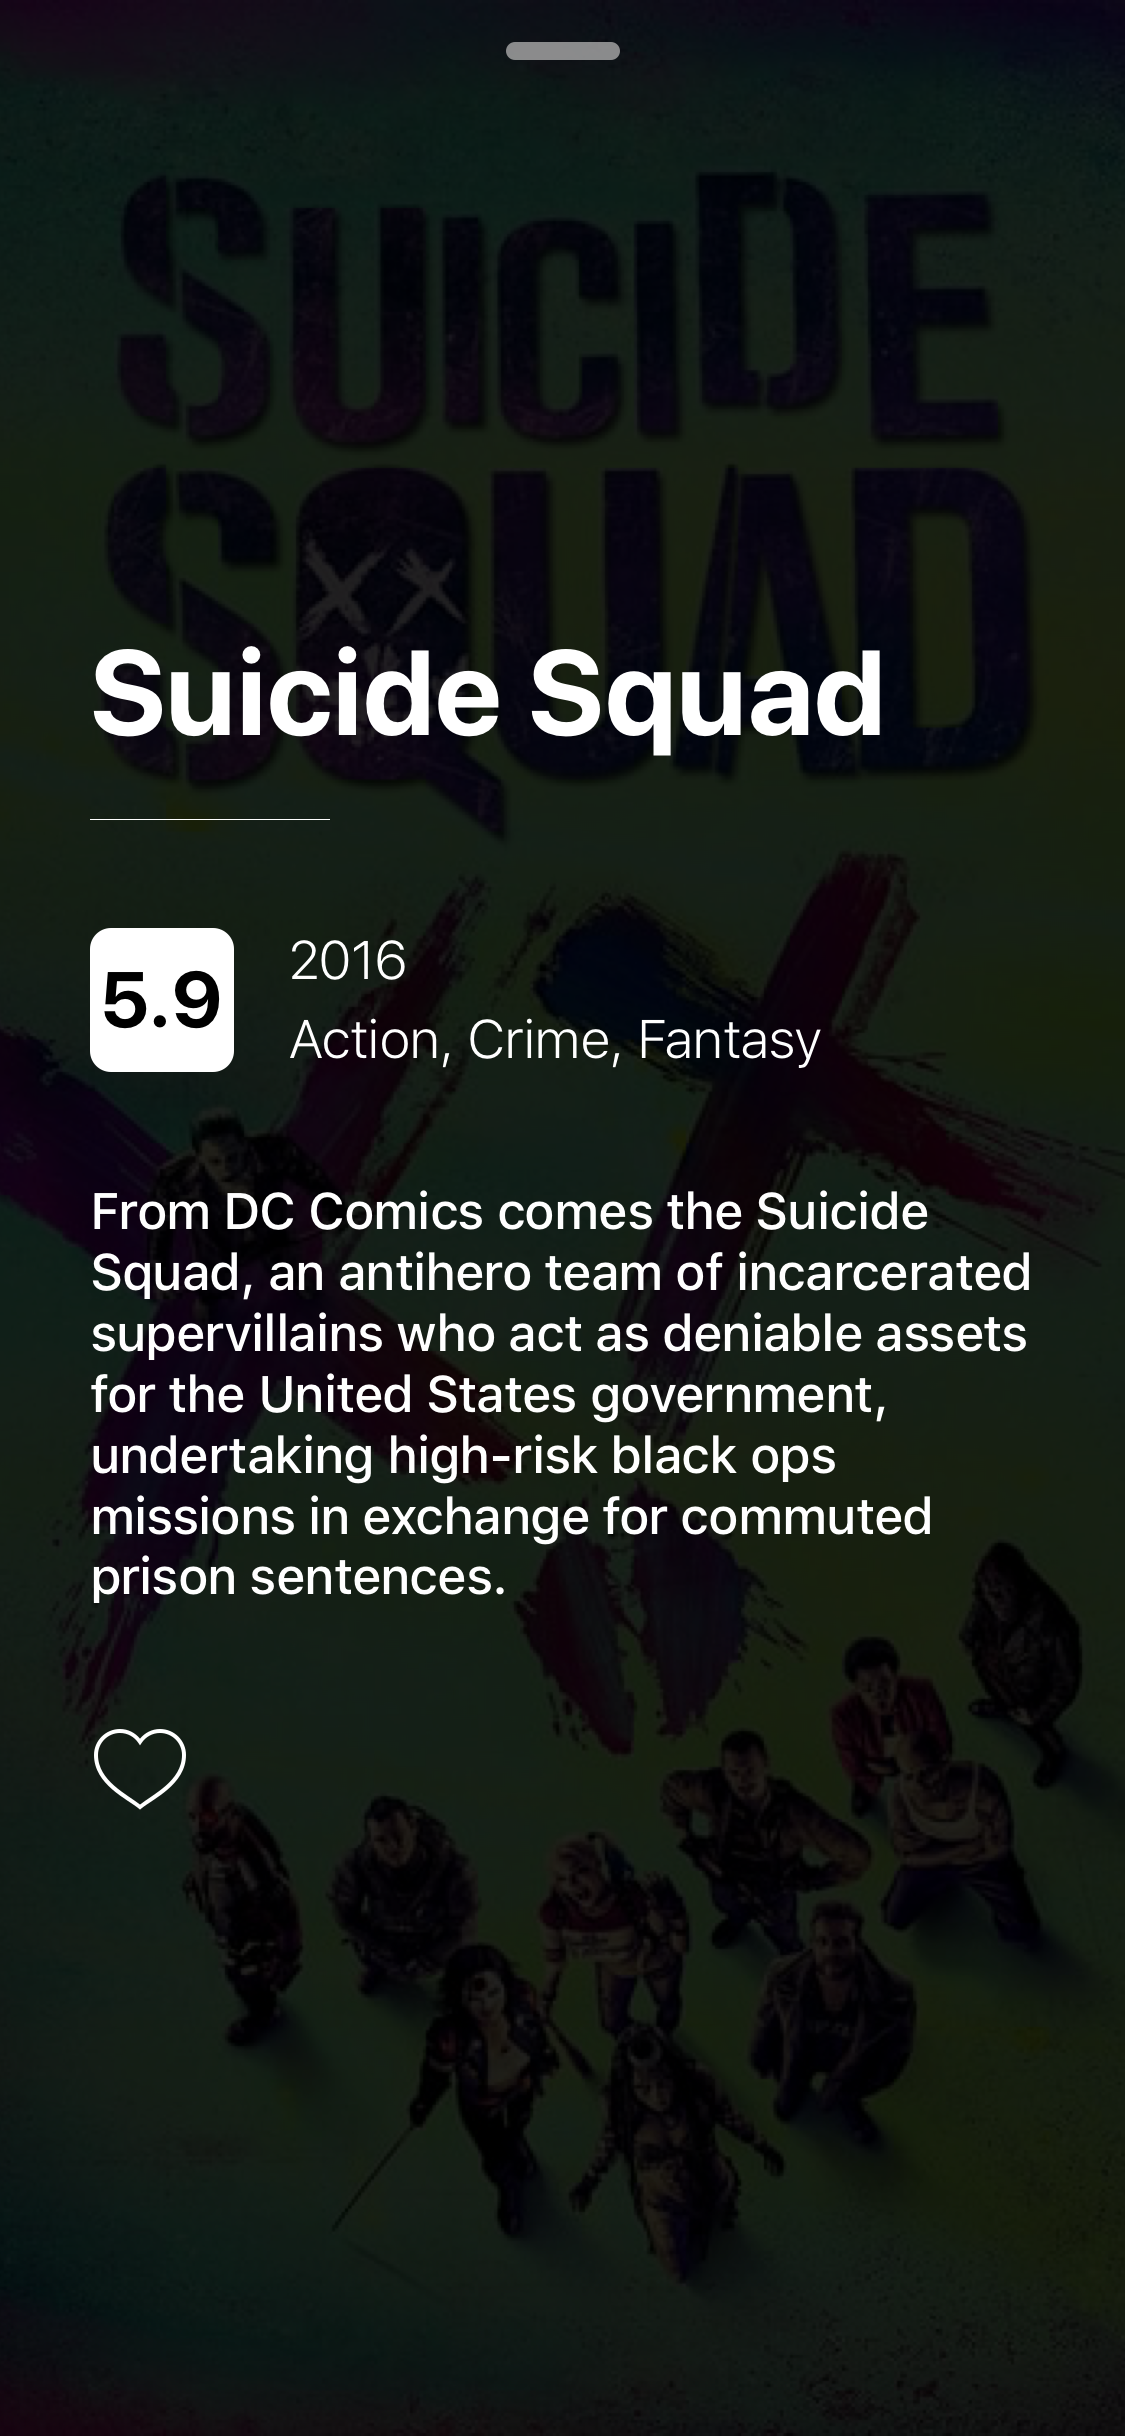 SUICIDE
SQUAD
Suicide Squad
5.9
2016
Action, Crime, Fantasy
From DC Comics comes the Suicide
Squad, an antihero team of incarcerated
supervillains who act as deniable assets
for the United States government,
undertaking high-risk black ops
missions in exchange for commuted
prison sentences.